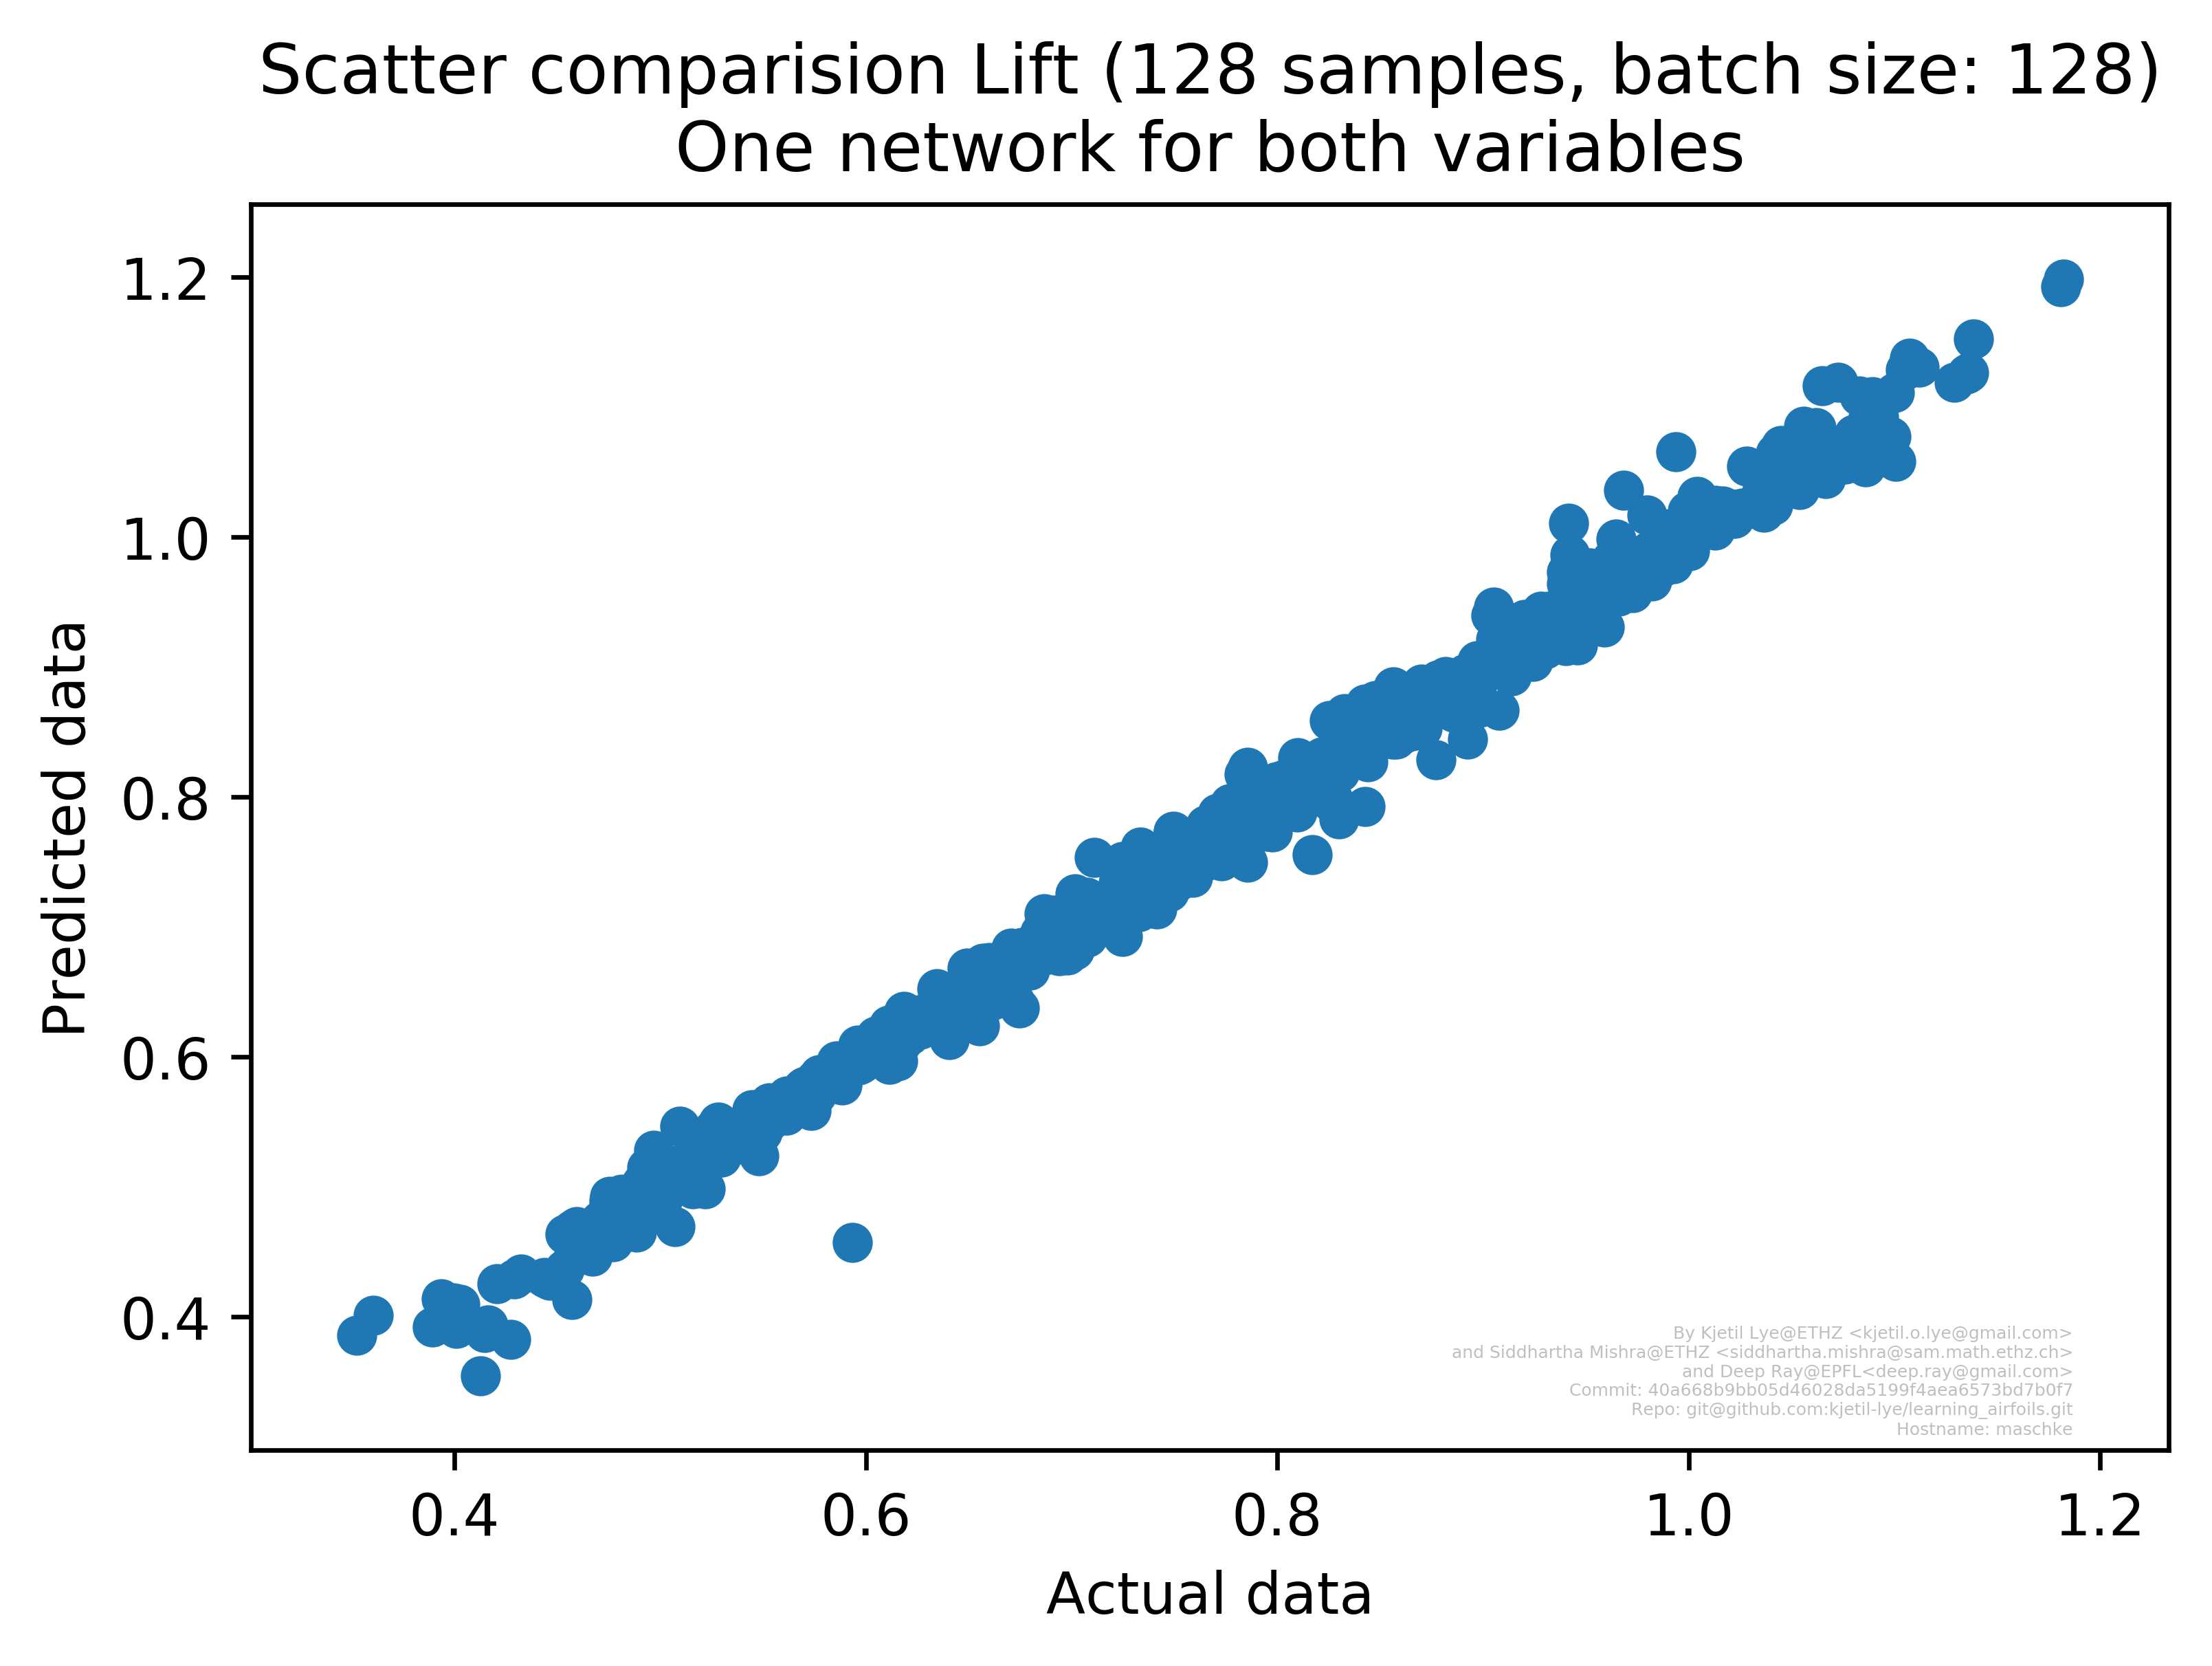 Scatter comparision Lift (128 samples, batch size: 128)
One network for both variables
1.2
1.0
0.8
0.6
0.4
Predicted data
By Kjetil Lye@ETHZ <kjetil.o.lye@gmail.com>
and Siddhartha Mishra@ETHZ <siddhartha.mishra@sam.math.ethz.ch>
and Deep Ray@EPFL<deep.ray@gmail.com>
Commit: 40a668b9bb05d46028da5199f4aea6573bd7b0f7
Repo: git@github.com:kjetil-lye/learning_airfoils.git
Hostname: maschke
0.4 0.6 0.8 1.0 1.2
Actual data